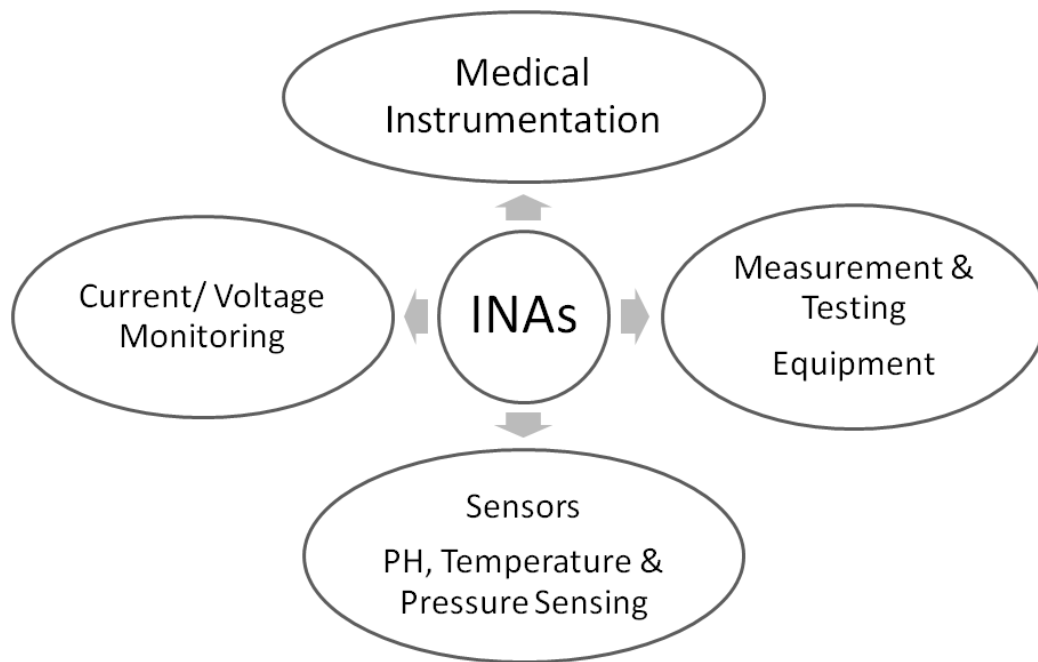 Medical
Instrumentation
Current/ Voltage
Monitoring
INAs
Measurement &
Testing
Equipment
Sensors
PH, Temperature &
Pressure Sensing